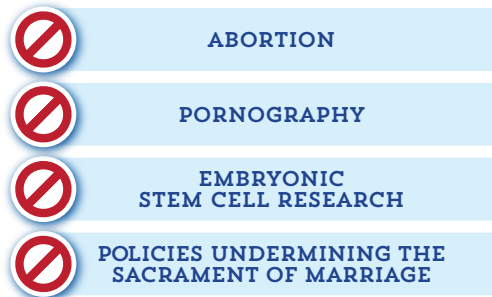 ABORTION
PORNOGRAPHY
EMBRYONIC
STEM CELL RESEARCH
POLICIES UNDERMINING THE
SACRAMENT OF MARRIAGE